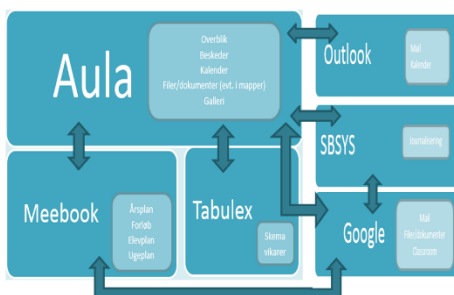 Aula
Overblik
Beskeder
Kalender
Filer/dokumenter (evt. i mapper)
Galleri
Outlook
Mail
Kalender
SBSYS
Journalisering
Meebook
Årsplan
Forløb
Elevplan
Ugeplan
Tabulex
Skema
vikarer
Google
Mail
Filer/dokumenter
Classroom